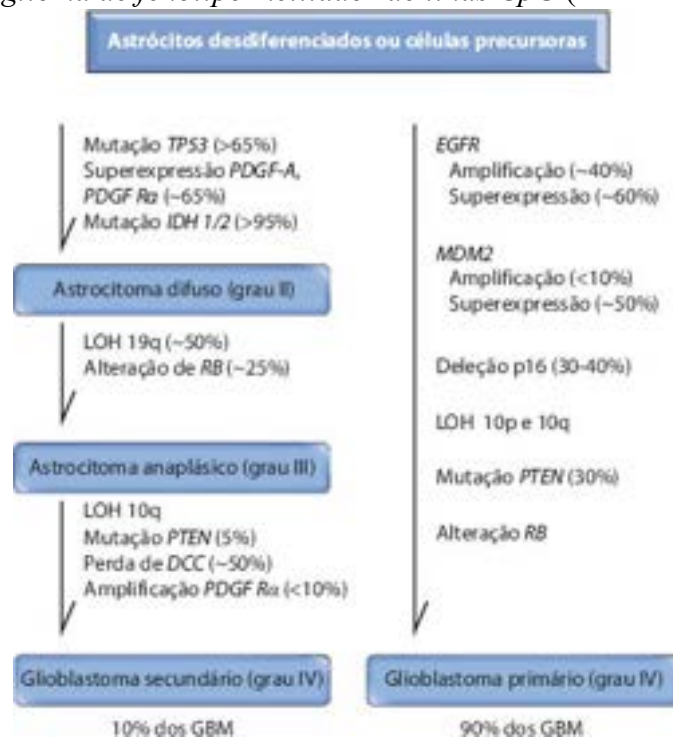 Astrócitos desdiferenciados ou células precursoras
Mutação TP53 (>65%)
Superexpressão PDGF-A,
PDGF Rα (~65%)
Mutação IDH 1/2 (>95%)
Astrocitoma difuso (grau II)
LOH 19q (~50%)
Alteração de RB (~25%)
Astrocitoma anaplásico (grau III)
LOH 10q
Mutação PTEN (5%)
Perda de DCC (~50%)
Amplificação PDGF Rα (<10%)
Glioblastoma secundário (grau IV)
10% dos GBM
EGFR
Amplificação (~40%)
Superexpressão (~60%)
MDM2
Amplificação (<10%)
Superexpressão (~50%)
Deleção p16 (30-40%)
LOH 10p e 10q
Mutação PTEN (30%)
Alteração RB
Glioblastoma primário (grau IV)
90% dos GBM